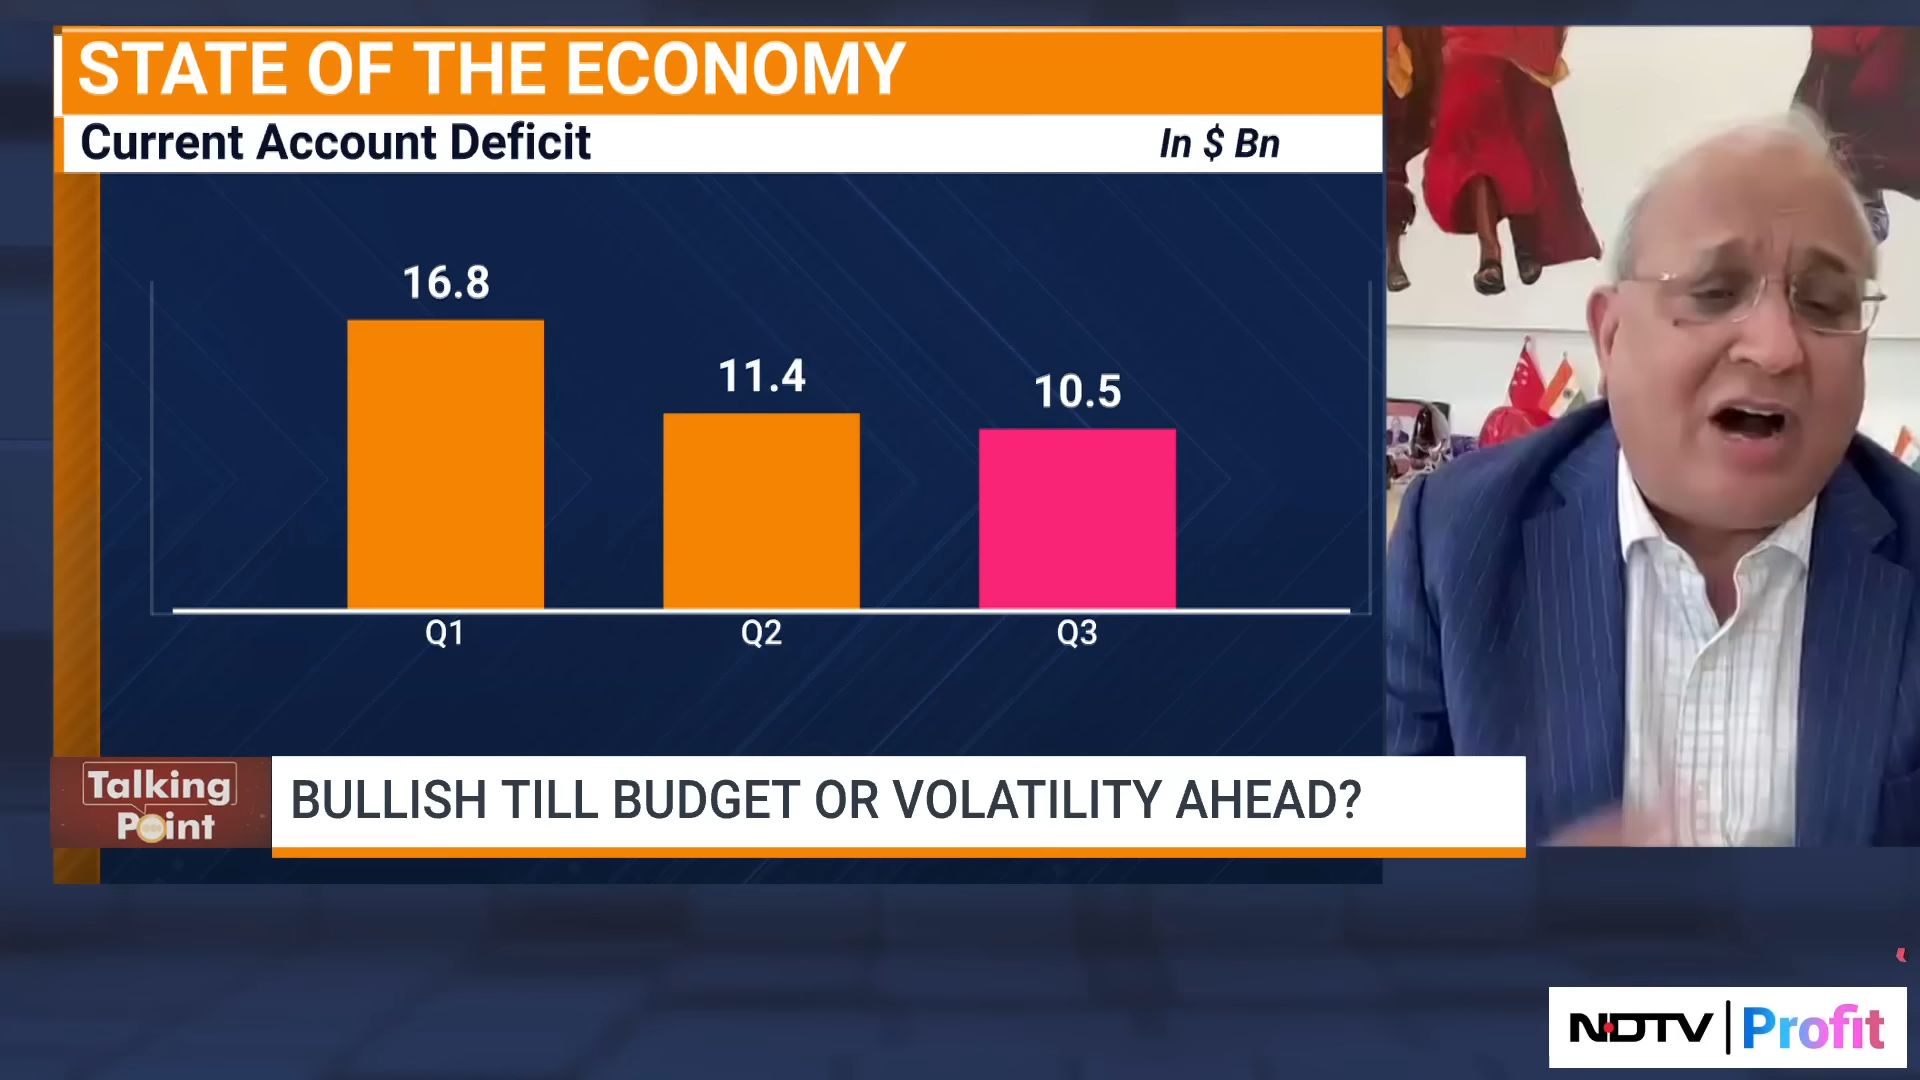 STATE OF THE ECONOMY
Current Account Deficit In $ Bn
16.8
11.4
10.5
Q1 Q2 Q3
Talking
Point
BULLISH TILL BUDGET OR VOLATILITY AHEAD?
NDTV Profit